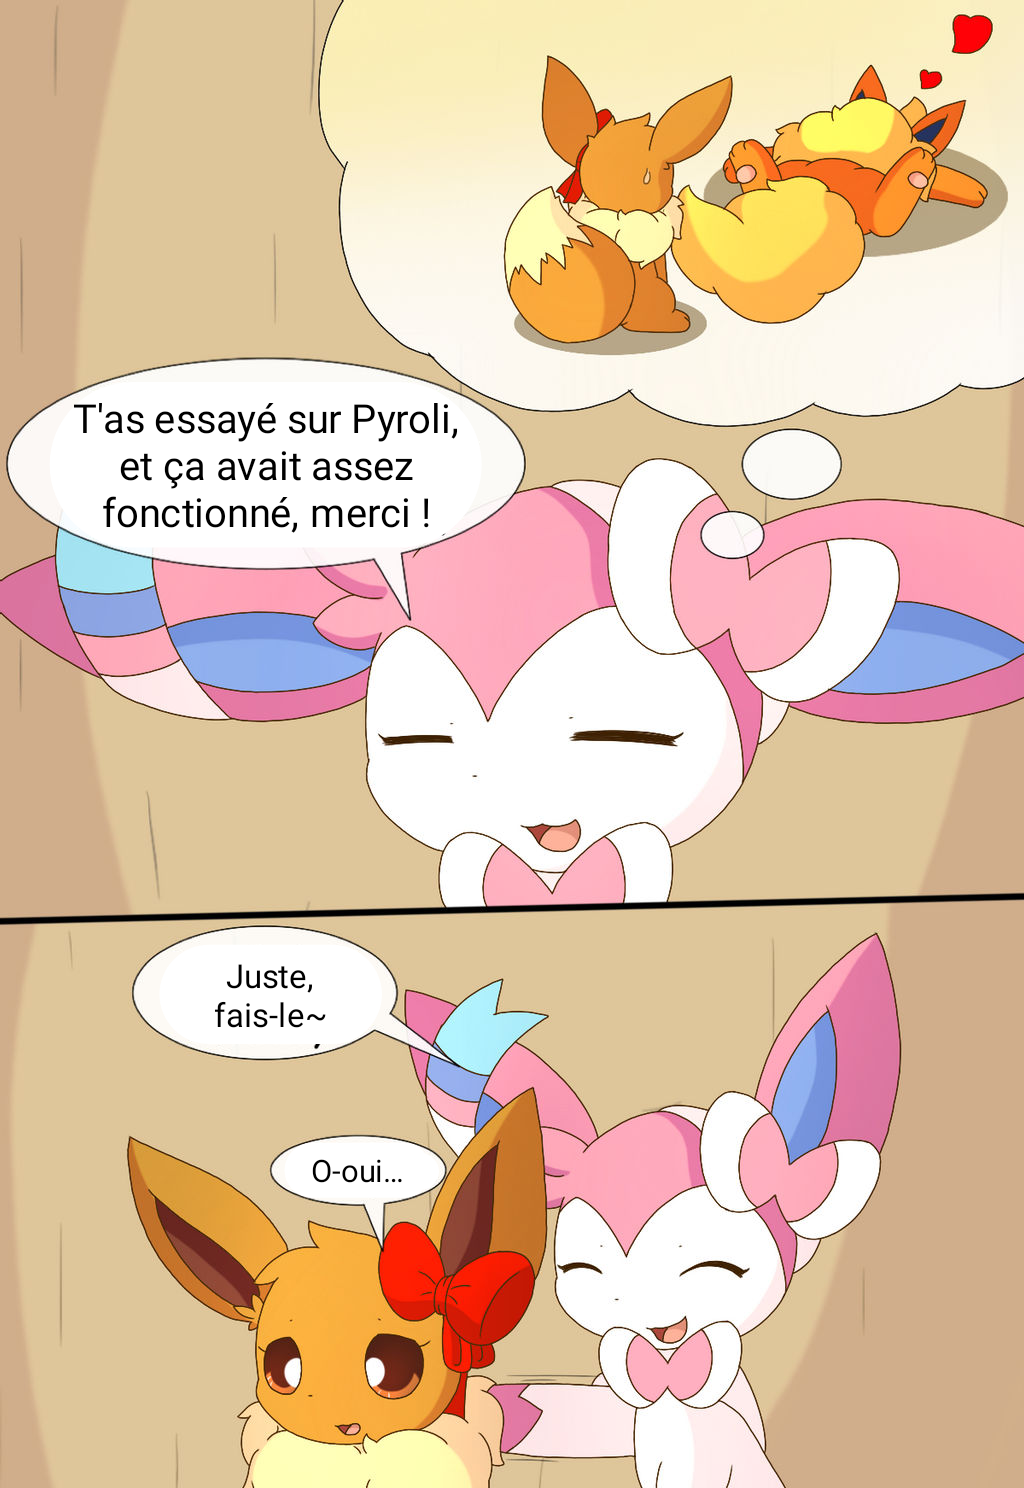 T'as essayé sur Pyroli,
et ça avait assez
fonctionné, merci !
Juste,
fais-le~
O-oui...